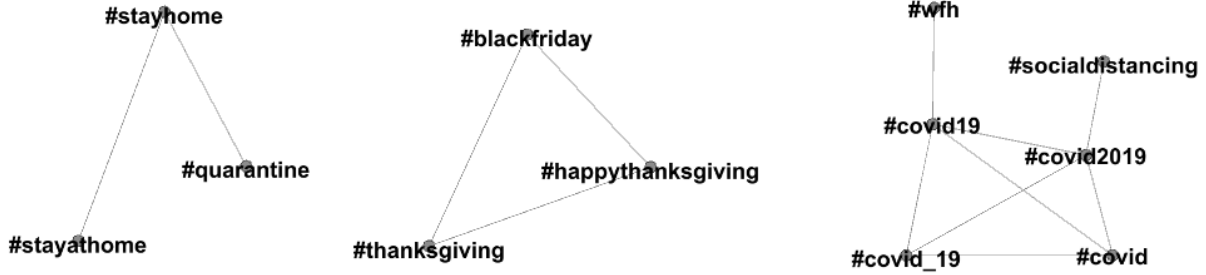 #stayhome
#quarantine
#stayathome
#blackfriday
#happythanksgiving
#thanksgiving
#wfh
#socialdistancing
#covid19
#covid2019
#covid_19
#covid